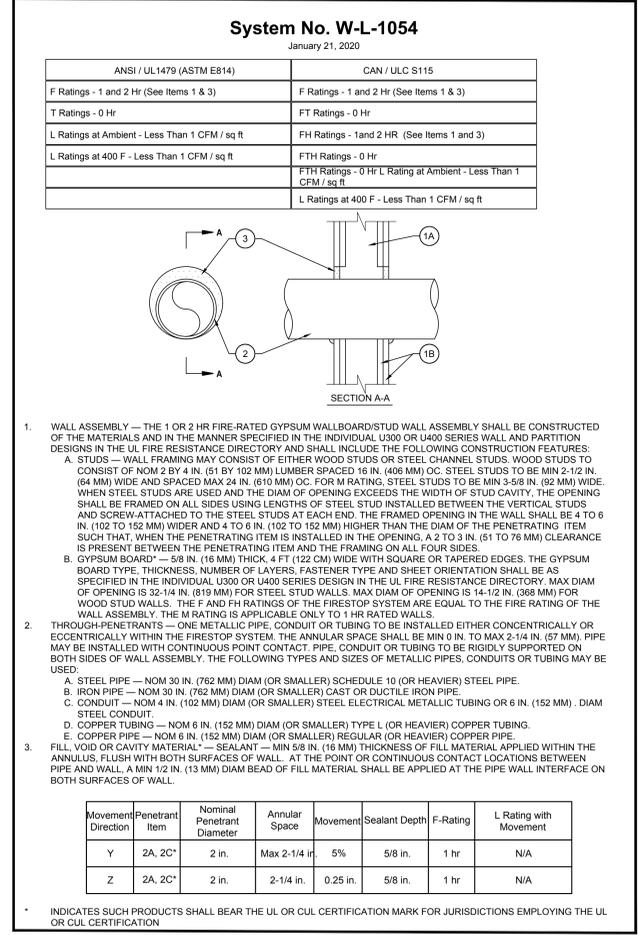 System No. W-L-1054
January 21, 2020
ANSI / UL1479 (ASTM E814)
CAN / ULC S115
F Ratings - 1 and 2 Hr (See Items 1 & 3)
F Ratings - 1 and 2 Hr (See Items 1 & 3)
T Ratings - 0 Hr
FT Ratings - 0 Hr
L Ratings at Ambient - Less Than 1 CFM / sq ft
FH Ratings - 1and 2 HR (See Items 1 and 3)
L Ratings at 400 F - Less Than 1 CFM / sq ft
FTH Ratings - 0 Hr
FTH Ratings - 0 Hr L Rating at Ambient - Less Than 1
CFM / sq ft
L Ratings at 400 F - Less Than 1 CFM / sq ft
A
3
1A
2
1B
A
SECTION A-A
1. WALL ASSEMBLY — THE 1 OR 2 HR FIRE-RATED GYPSUM WALLBOARD/STUD WALL ASSEMBLY SHALL BE CONSTRUCTED
OF THE MATERIALS AND IN THE MANNER SPECIFIED IN THE INDIVIDUAL U300 OR U400 SERIES WALL AND PARTITION
DESIGNS IN THE UL FIRE RESISTANCE DIRECTORY AND SHALL INCLUDE THE FOLLOWING CONSTRUCTION FEATURES:
A. STUDS — WALL FRAMING MAY CONSIST OF EITHER WOOD STUDS OR STEEL CHANNEL STUDS. WOOD STUDS TO
CONSIST OF NOM 2 BY 4 IN. (51 BY 102 MM) LUMBER SPACED 16 IN. (406 MM) OC. STEEL STUDS TO BE MIN 2-1/2 IN.
(64 MM) WIDE AND SPACED MAX 24 IN. (610 MM) OC. FOR M RATING, STEEL STUDS TO BE MIN 3-5/8 IN. (92 MM) WIDE.
WHEN STEEL STUDS ARE USED AND THE DIAM OF OPENING EXCEEDS THE WIDTH OF STUD CAVITY, THE OPENING
SHALL BE FRAMED ON ALL SIDES USING LENGTHS OF STEEL STUD INSTALLED BETWEEN THE VERTICAL STUDS
AND SCREW-ATTACHED TO THE STEEL STUDS AT EACH END. THE FRAMED OPENING IN THE WALL SHALL BE 4 TO 6
IN. (102 TO 152 MM) WIDER AND 4 TO 6 IN. (102 TO 152 MM) HIGHER THAN THE DIAM OF THE PENETRATING ITEM
SUCH THAT, WHEN THE PENETRATING ITEM IS INSTALLED IN THE OPENING, A 2 TO 3 IN. (51 TO 76 MM) CLEARANCE
IS PRESENT BETWEEN THE PENETRATING ITEM AND THE FRAMING ON ALL FOUR SIDES.
B. GYPSUM BOARD* — 5/8 IN. (16 MM) THICK, 4 FT (122 CM) WIDE WITH SQUARE OR TAPERED EDGES. THE GYPSUM
BOARD TYPE, THICKNESS, NUMBER OF LAYERS, FASTENER TYPE AND SHEET ORIENTATION SHALL BE AS
SPECIFIED IN THE INDIVIDUAL U300 OR U400 SERIES DESIGN IN THE UL FIRE RESISTANCE DIRECTORY. MAX DIAM
OF OPENING IS 32-1/4 IN. (819 MM) FOR STEEL STUD WALLS. MAX DIAM OF OPENING IS 14-1/2 IN. (368 MM) FOR
WOOD STUD WALLS. THE F AND FH RATINGS OF THE FIRESTOP SYSTEM ARE EQUAL TO THE FIRE RATING OF THE
WALL ASSEMBLY. THE M RATING IS APPLICABLE ONLY TO 1 HR RATED WALLS.
2. THROUGH-PENETRANTS — ONE METALLIC PIPE, CONDUIT OR TUBING TO BE INSTALLED EITHER CONCENTRICALLY OR
ECCENTRICALLY WITHIN THE FIRESTOP SYSTEM. THE ANNULAR SPACE SHALL BE MIN 0 IN. TO MAX 2-1/4 IN. (57 MM). PIPE
MAY BE INSTALLED WITH CONTINUOUS POINT CONTACT. PIPE, CONDUIT OR TUBING TO BE RIGIDLY SUPPORTED ON
BOTH SIDES OF WALL ASSEMBLY. THE FOLLOWING TYPES AND SIZES OF METALLIC PIPES, CONDUITS OR TUBING MAY BE
USED:
A. STEEL PIPE — NOM 30 IN. (762 MM) DIAM (OR SMALLER) SCHEDULE 10 (OR HEAVIER) STEEL PIPE.
B. IRON PIPE — NOM 30 IN. (762 MM) DIAM (OR SMALLER) CAST OR DUCTILE IRON PIPE.
C. CONDUIT — NOM 4 IN. (102 MM) DIAM (OR SMALLER) STEEL ELECTRICAL METALLIC TUBING OR 6 IN. (152 MM) . DIAM
STEEL CONDUIT.
D. COPPER TUBING — NOM 6 IN. (152 MM) DIAM (OR SMALLER) TYPE L (OR HEAVIER) COPPER TUBING.
E. COPPER PIPE — NOM 6 IN. (152 MM) DIAM (OR SMALLER) REGULAR (OR HEAVIER) COPPER PIPE.
3. FILL, VOID OR CAVITY MATERIAL* — SEALANT — MIN 5/8 IN. (16 MM) THICKNESS OF FILL MATERIAL APPLIED WITHIN THE
ANNULUS, FLUSH WITH BOTH SURFACES OF WALL. AT THE POINT OR CONTINUOUS CONTACT LOCATIONS BETWEEN
PIPE AND WALL, A MIN 1/2 IN. (13 MM) DIAM BEAD OF FILL MATERIAL SHALL BE APPLIED AT THE PIPE WALL INTERFACE ON
BOTH SURFACES OF WALL.
Movement Direction
Penetrant Item
Nominal Penetrant Diameter
Annular Space
Movement
Sealant Depth
F-Rating
L Rating with Movement
Y 2A, 2C* 2 in. Max 2-1/4 in. 5% 5/8 in. 1 hr N/A
Z 2A, 2C* 2 in. 2-1/4 in. 0.25 in. 5/8 in. 1 hr N/A
* INDICATES SUCH PRODUCTS SHALL BEAR THE UL OR CUL CERTIFICATION MARK FOR JURISDICTIONS EMPLOYING THE UL
OR CUL CERTIFICATION